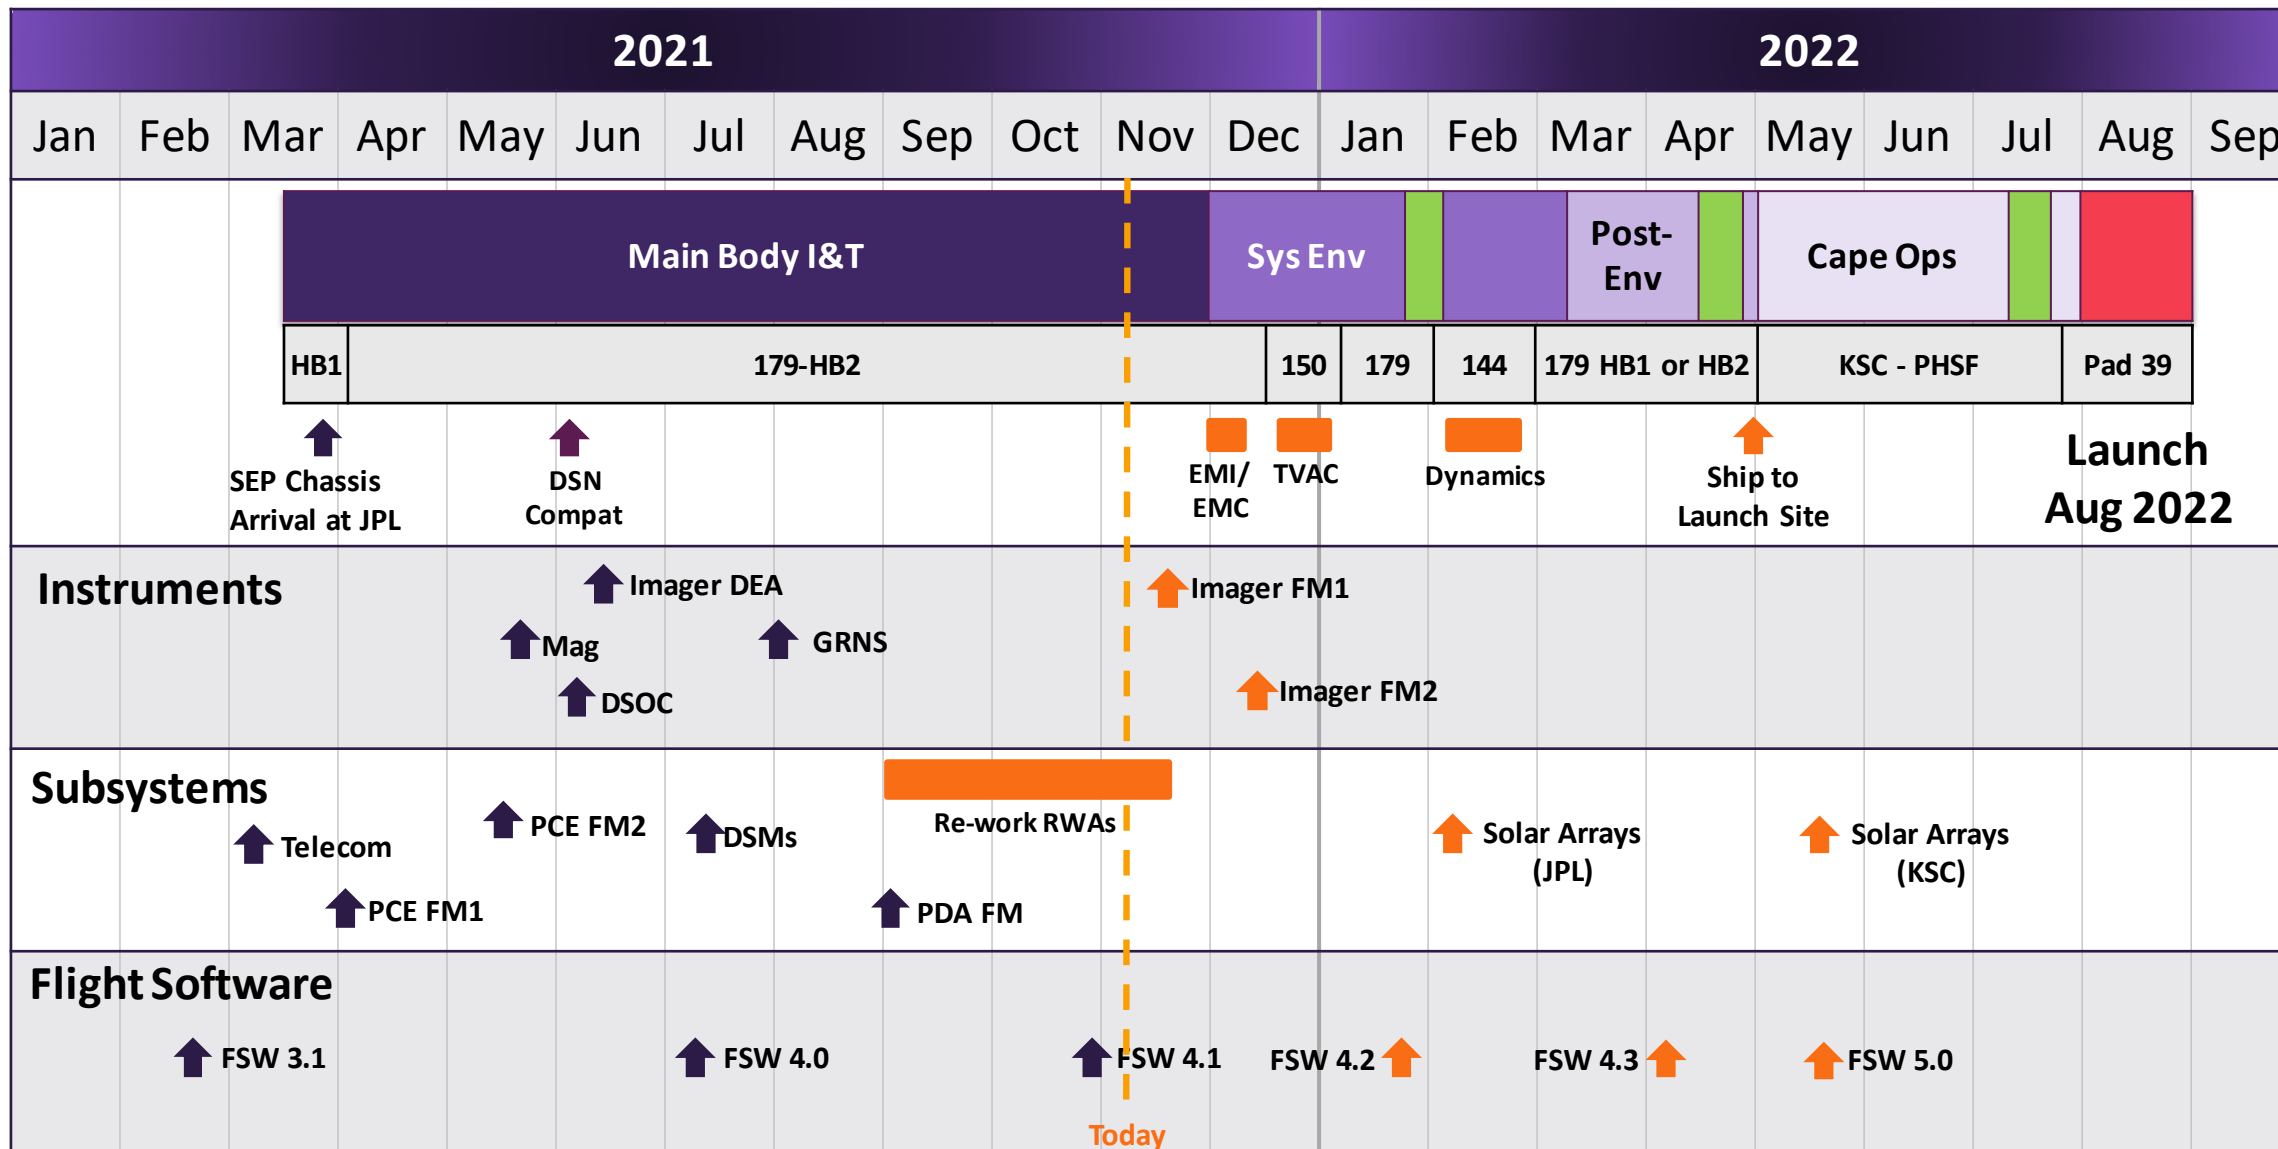 2021 2022
Jan Feb Mar Apr May Jun Jul Aug Sep Oct Nov Dec Jan Feb Mar Apr May Jun Jul Aug Sep
Main Body I&T Sys Env Post- Cape Ops
Env
HB1 179-HB2 150 179 144 179 HB1 or HB2 KSC - PHSF Pad 39
SEP Chassis
Arrival at JPL
DSN
Compat
EMI/
EMC
TVAC
Dynamics
Ship to
Launch Site
Launch
Aug 2022
Instruments
Imager DEA
Imager FM1
Mag
GRNS
DSOC
Imager FM2
Subsystems
Re-work RWAs
PCE FM2
DSMs
Telecom
Solar Arrays
(JPL)
Solar Arrays
(KSC)
PCE FM1
PDA FM
Flight Software
FSW 3.1
FSW 4.0
FSW 4.1
FSW 4.2
FSW 4.3
FSW 5.0
Today